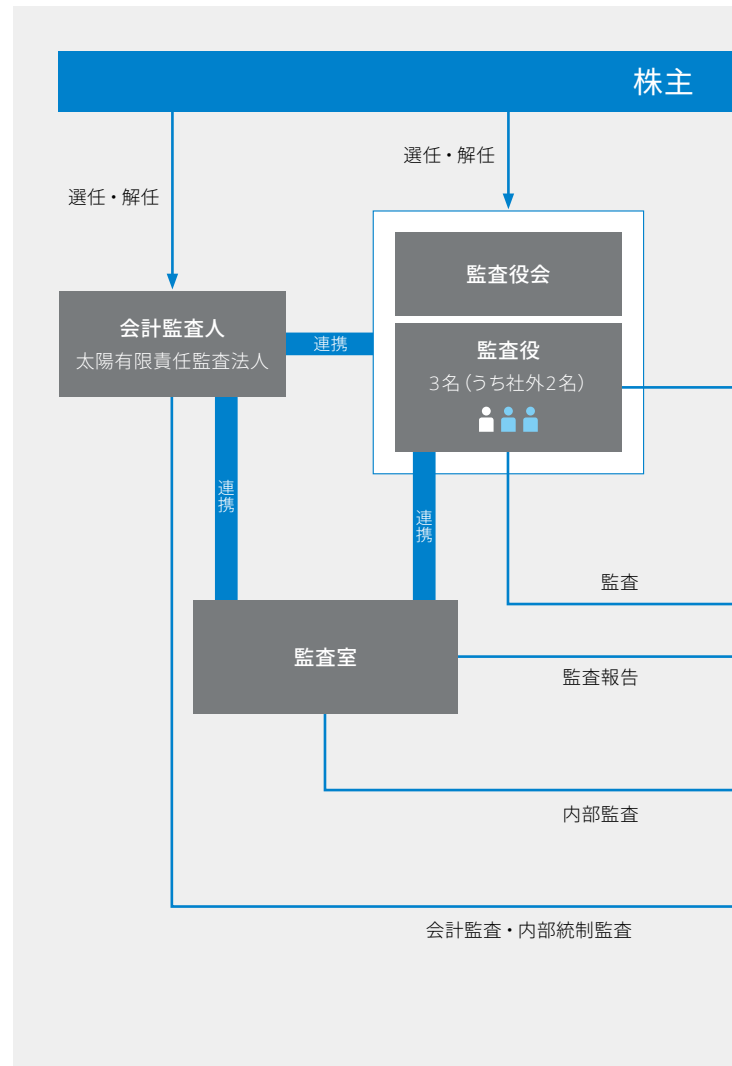 株主
選任・解任
選任・解任
監査役会
会計監査人
太陽有限責任監査法人
連携
監査役
3名（うち社外2名）
連携
連携
監査
監査室
監査報告
内部監査
会計監査・内部統制監査